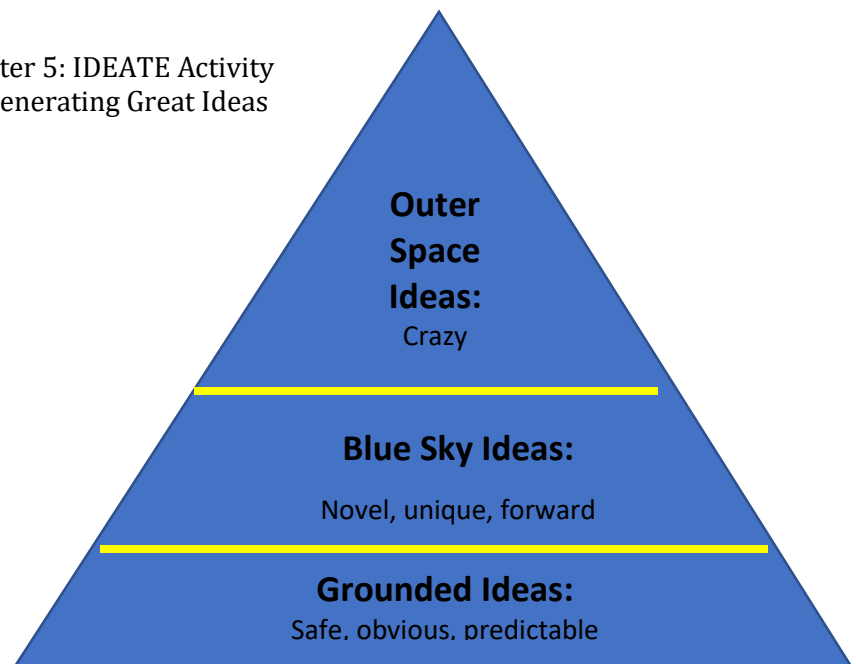 ter 5: IDEATE Activity
enerating Great Ideas
Outer
Space
Ideas:
Crazy
Blue Sky Ideas:
Novel, unique, forward
Grounded Ideas:
Safe, obvious, predictable